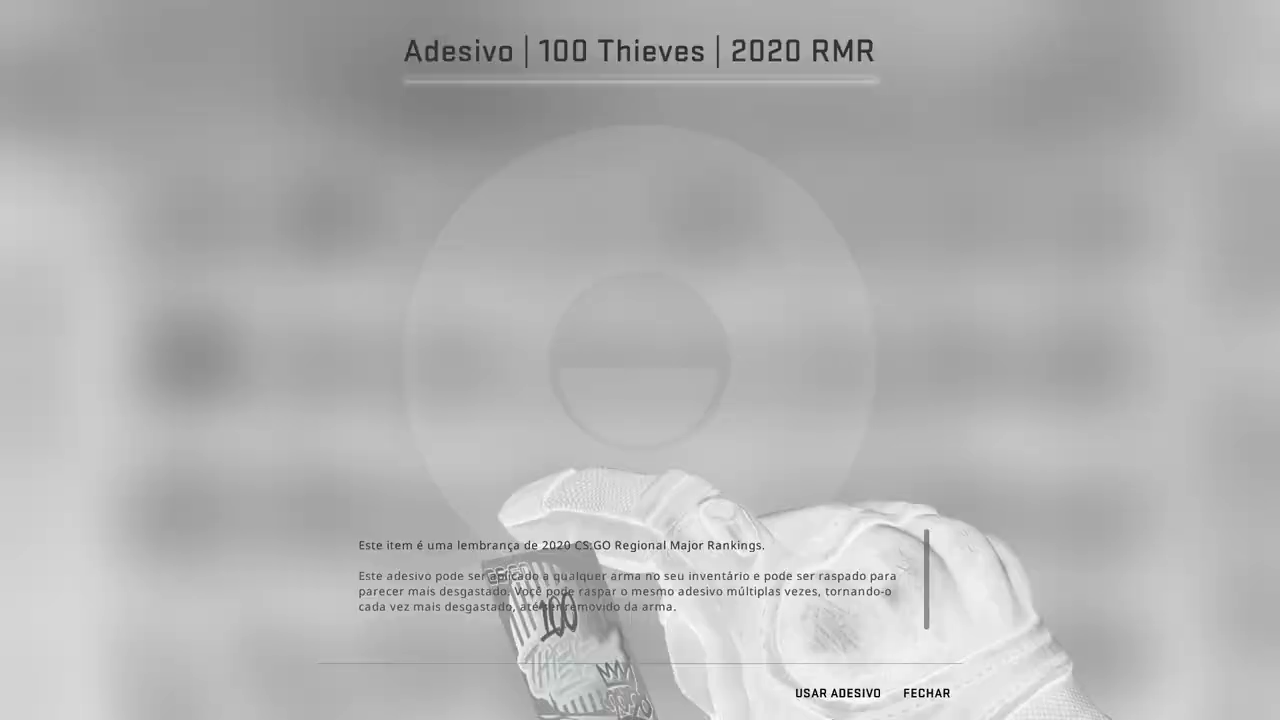 Adesivo | 100 Thieves | 2020 RMR
Este item é uma lembrança de 2020 CS:GO Regional Major Rankings.
Este adesivo pode ser aplicado a qualquer arma no seu inventário e pode ser raspado para
parecer mais desgastado. Você pode raspar o mesmo adesivo múltiplas vezes, tornando-o
cada vez mais desgastado, até ser removido da arma.
100
USAR ADESIVO FECHAR